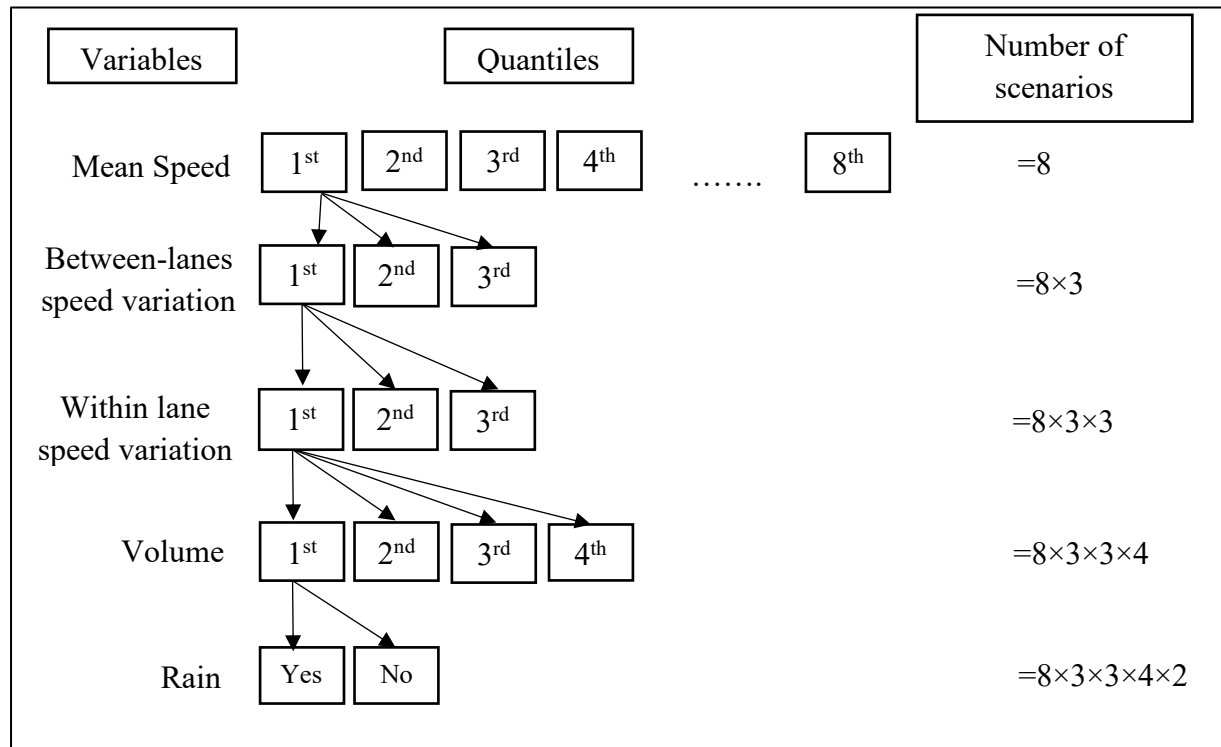 Variables Quantiles Number of
scenarios
Mean Speed 1st 2nd 3rd 4th ……. 8th =8
Between-lanes
speed variation 1st 2nd 3rd =8×3
Within lane
speed variation 1st 2nd 3rd =8×3×3
Volume 1st 2nd 3rd 4th =8×3×3×4
Rain Yes No =8×3×3×4×2